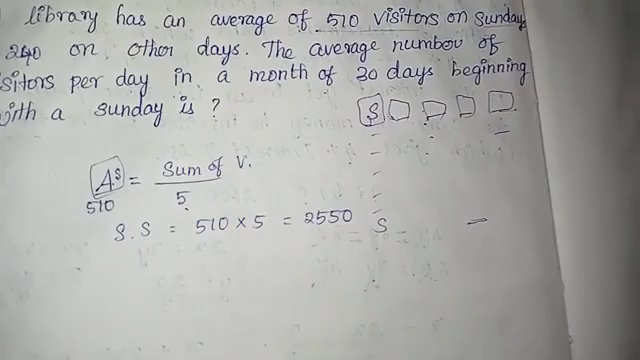 library has an average of 510 visitors on Sunday
240 on other days. The average number of
sitors per day in a month of 30 days beginning
with a sunday is ?
S
A^s = Sum of V. / 5
510
S.S = 510 × 5 = 2550 S